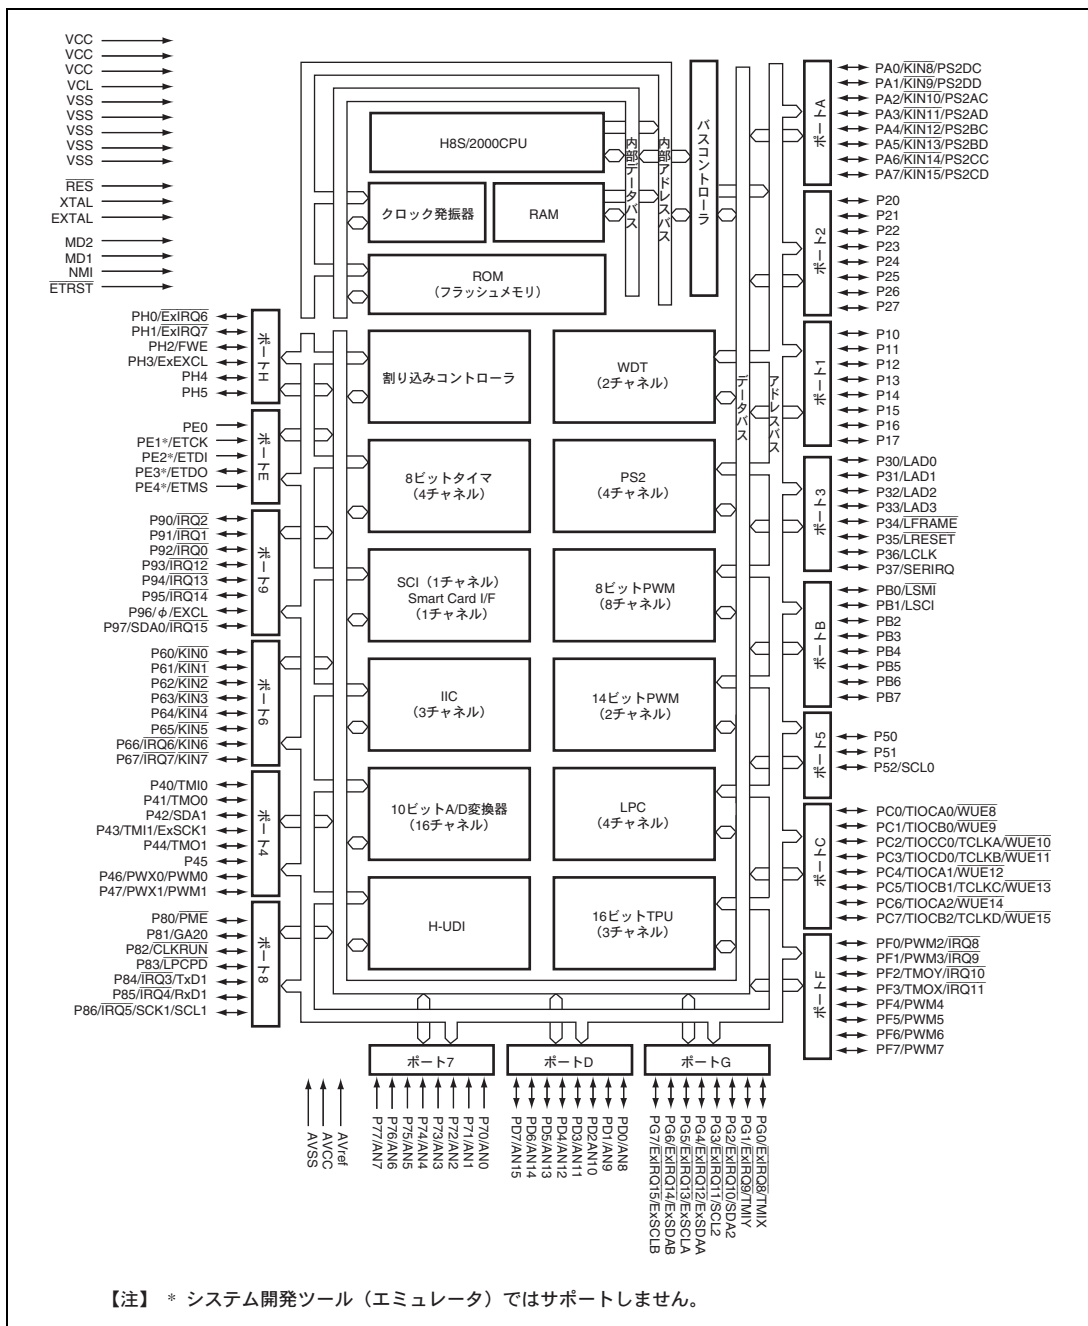 VCC
VCC
VCC
VCL
VSS
VSS
VSS
VSS
VSS
RES
XTAL
EXTAL
MD2
MD1
NMI
ETRST
PH0/ExIRQ6
PH1/ExIRQ7
PH2/FWE
PH3/ExEXCL
PH4
PH5
ポートH
PE0
PE1*/ETCK
PE2*/ETDI
PE3*/ETDO
PE4*/ETMS
ポートE
P90/IRQ2
P91/IRQ1
P92/IRQ0
P93/IRQ12
P94/IRQ13
P95/IRQ14
P96/φ/EXCL
P97/SDA0/IRQ15
ポート9
P60/KIN0
P61/KIN1
P62/KIN2
P63/KIN3
P64/KIN4
P65/KIN5
P66/IRQ6/KIN6
P67/IRQ7/KIN7
ポート6
P40/TMI0
P41/TMO0
P42/SDA1
P43/TMI1/ExSCK1
P44/TMO1
P45
P46/PWX0/PWM0
P47/PWX1/PWM1
ポート4
P80/PME
P81/GA20
P82/CLKRUN
P83/LPCPD
P84/IRQ3/TxD1
P85/IRQ4/RxD1
P86/IRQ5/SCK1/SCL1
ポート8
H8S/2000CPU
クロック発振器
RAM
ROM
(フラッシュメモリ)
内部データバス
内部アドレスバス
バスコントローラ
割り込みコントローラ
WDT
(2チャネル)
データバス
アドレスバス
8ビットタイマ
(4チャネル)
PS2
(4チャネル)
SCI(1チャネル)
Smart Card I/F
(1チャネル)
8ビットPWM
(8チャネル)
IIC
(3チャネル)
14ビットPWM
(2チャネル)
10ビットA/D変換器
(16チャネル)
LPC
(4チャネル)
H-UDI
16ビットTPU
(3チャネル)
ポートA
PA0/KIN8/PS2DC
PA1/KIN9/PS2DD
PA2/KIN10/PS2AC
PA3/KIN11/PS2AD
PA4/KIN12/PS2BC
PA5/KIN13/PS2BD
PA6/KIN14/PS2CC
PA7/KIN15/PS2CD
ポート2
P20
P21
P22
P23
P24
P25
P26
P27
ポート1
P10
P11
P12
P13
P14
P15
P16
P17
ポート3
P30/LAD0
P31/LAD1
P32/LAD2
P33/LAD3
P34/LFRAME
P35/LRESET
P36/LCLK
P37/SERIRQ
ポートB
PB0/LSMI
PB1/LSCI
PB2
PB3
PB4
PB5
PB6
PB7
ポート5
P50
P51
P52/SCL0
ポートC
PC0/TIOCA0/WUE8
PC1/TIOCB0/WUE9
PC2/TIOCC0/TCLKA/WUE10
PC3/TIOCD0/TCLKB/WUE11
PC4/TIOCA1/WUE12
PC5/TIOCB1/TCLKC/WUE13
PC6/TIOCA2/WUE14
PC7/TIOCB2/TCLKD/WUE15
ポートF
PF0/PWM2/IRQ8
PF1/PWM3/IRQ9
PF2/TMOY/IRQ10
PF3/TMOX/IRQ11
PF4/PWM4
PF5/PWM5
PF6/PWM6
PF7/PWM7
ポート7
ポートD
ポートG
AVSS
AVCC
AVref
P77/AN7
P76/AN6
P75/AN5
P74/AN4
P73/AN3
P72/AN2
P71/AN1
P70/AN0
PD7/AN15
PD6/AN14
PD5/AN13
PD4/AN12
PD3/AN11
PD2AN10
PD1/AN9
PD0/AN8
PG7/ExIRQ15/ExSCLB
PG6/ExIRQ14/ExSDAB
PG5/ExIRQ13/ExSCLA
PG4/ExIRQ12/ExSDAA
PG3/ExIRQ11/SCL2
PG2/ExIRQ10/SDA2
PG1/ExIRQ9/TMIY
PG0/ExIRQ8/TMIX
【注】 * システム開発ツール(エミュレータ)ではサポートしません。